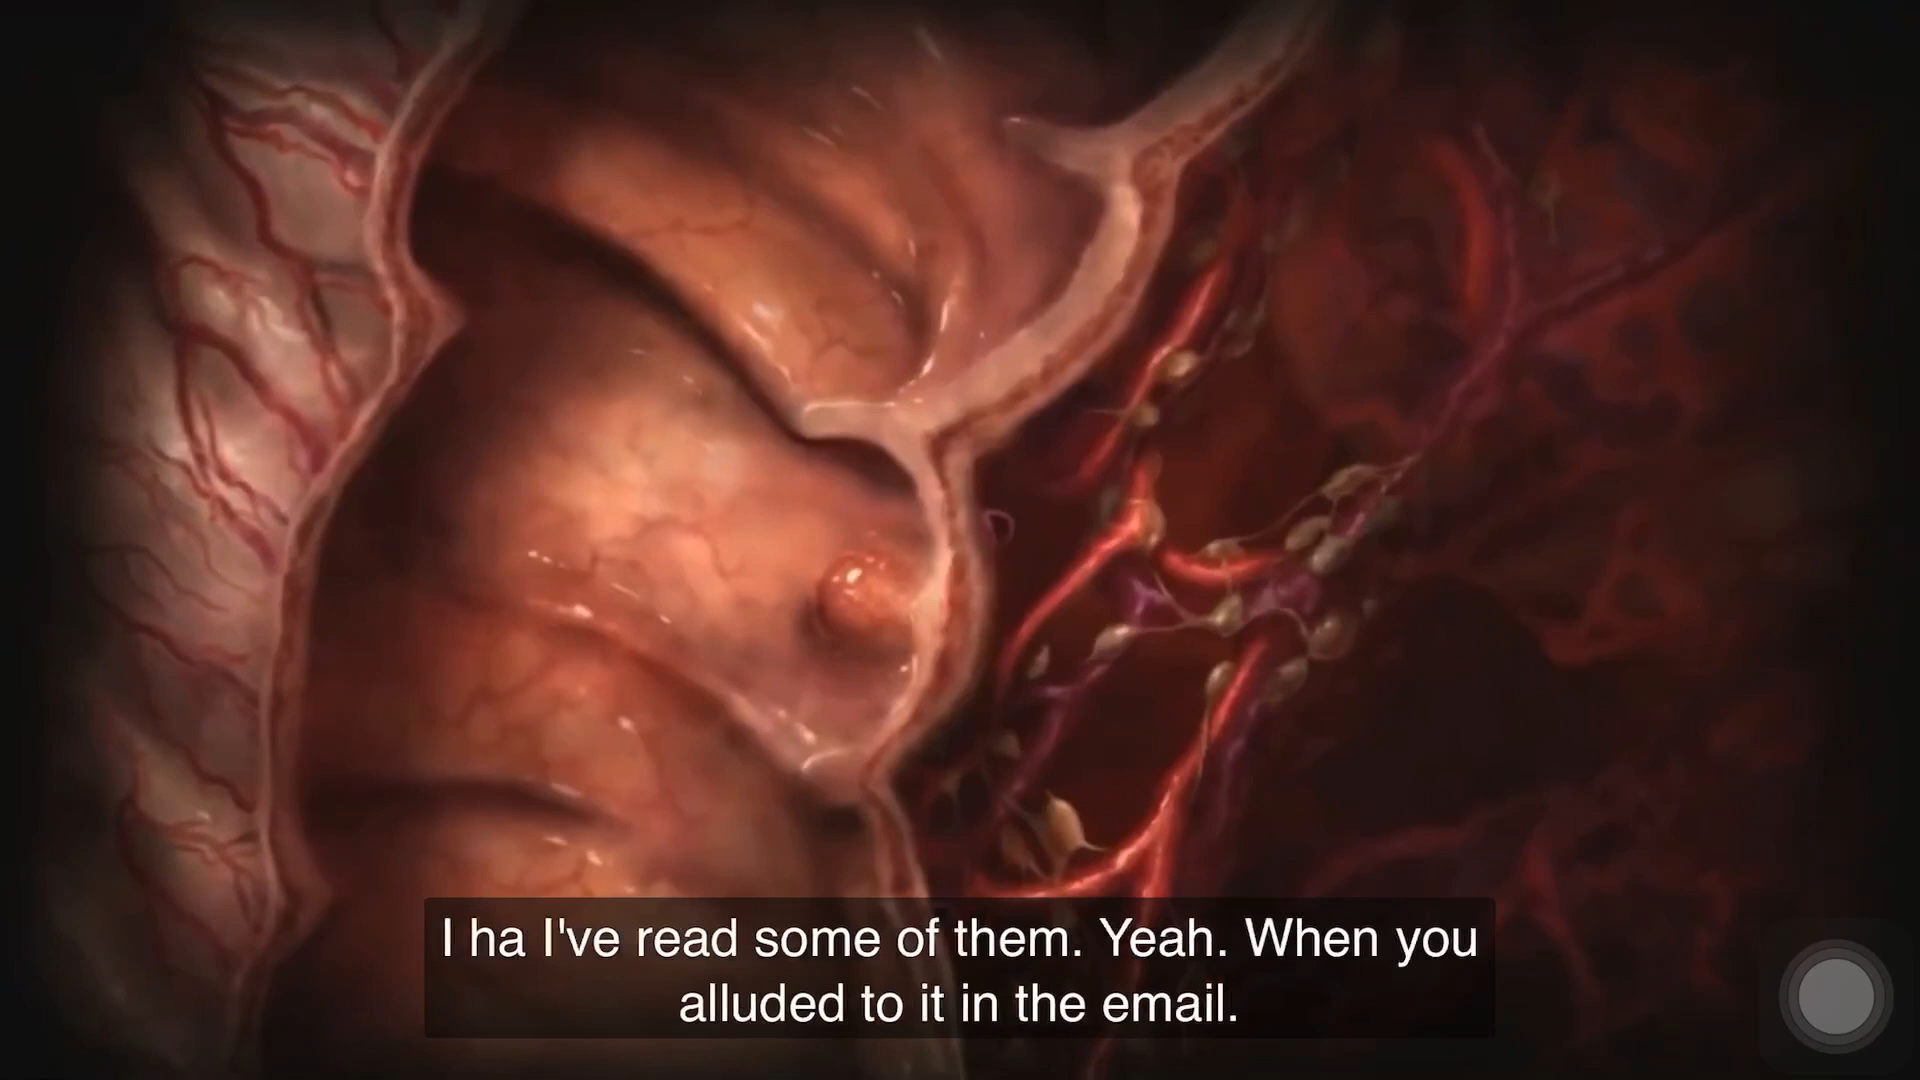 I ha I've read some of them. Yeah. When you
alluded to it in the email.